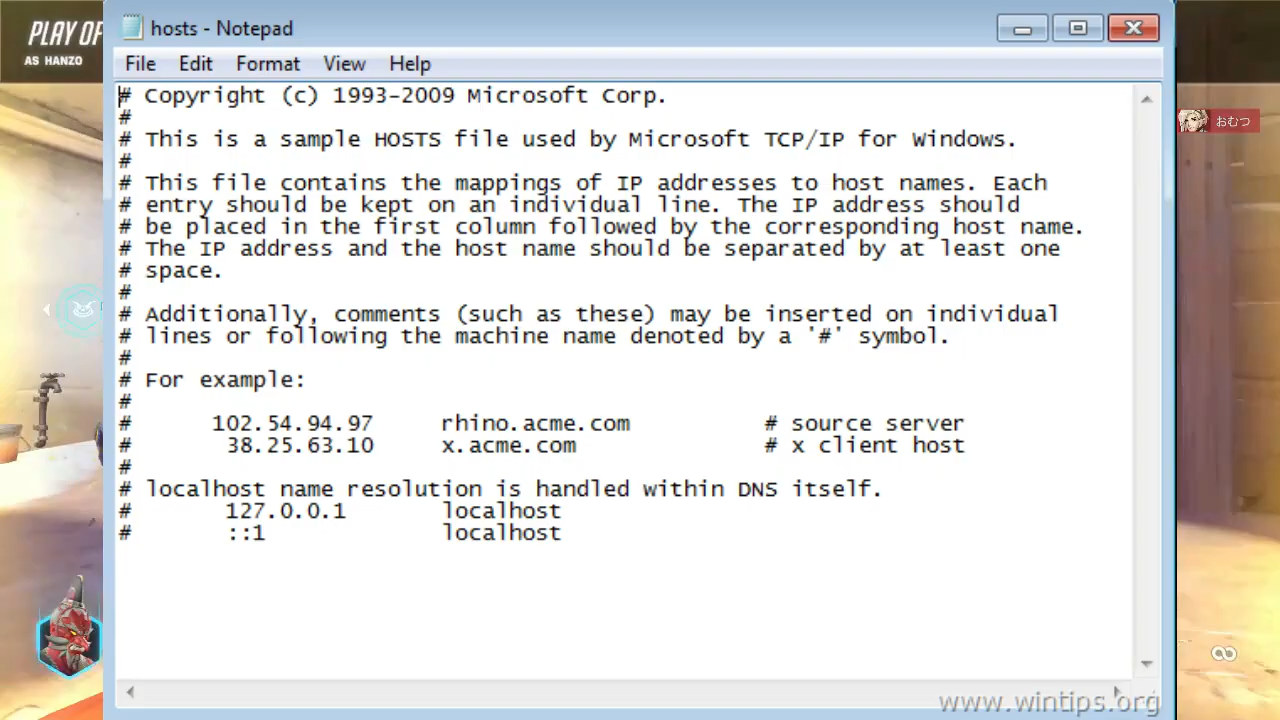 PLAY OF
AS HANZO
hosts - Notepad
File Edit Format View Help
# Copyright (c) 1993-2009 Microsoft Corp.
#
# This is a sample HOSTS file used by Microsoft TCP/IP for Windows.
#
# This file contains the mappings of IP addresses to host names. Each
# entry should be kept on an individual line. The IP address should
# be placed in the first column followed by the corresponding host name.
# The IP address and the host name should be separated by at least one
# space.
#
# Additionally, comments (such as these) may be inserted on individual
# lines or following the machine name denoted by a '#' symbol.
#
# For example:
#
# 102.54.94.97 rhino.acme.com # source server
# 38.25.63.10 x.acme.com # x client host
#
# localhost name resolution is handled within DNS itself.
# 127.0.0.1 localhost
# ::1 localhost
おむつ
www.wintips.org